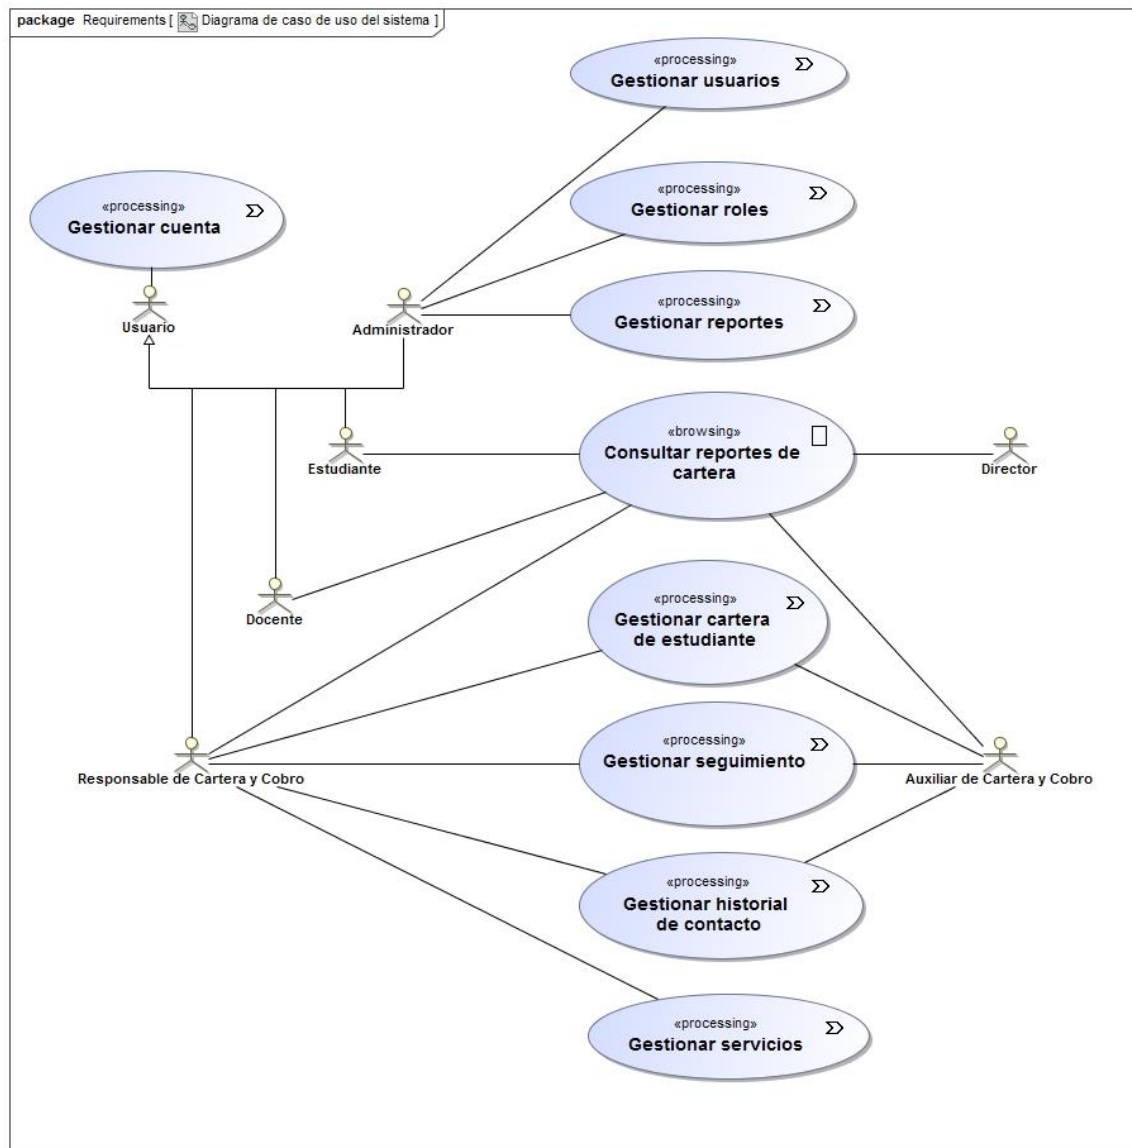 package Requirements [ Diagrama de caso de uso del sistema ]
«processing»
Gestionar usuarios
«processing»
Gestionar roles
«processing»
Gestionar cuenta
«processing»
Gestionar reportes
Usuario
Administrador
«browsing»
Consultar reportes de
cartera
Estudiante
Director
«processing»
Gestionar cartera
de estudiante
Docente
«processing»
Gestionar seguimiento
Responsable de Cartera y Cobro
Auxiliar de Cartera y Cobro
«processing»
Gestionar historial
de contacto
«processing»
Gestionar servicios